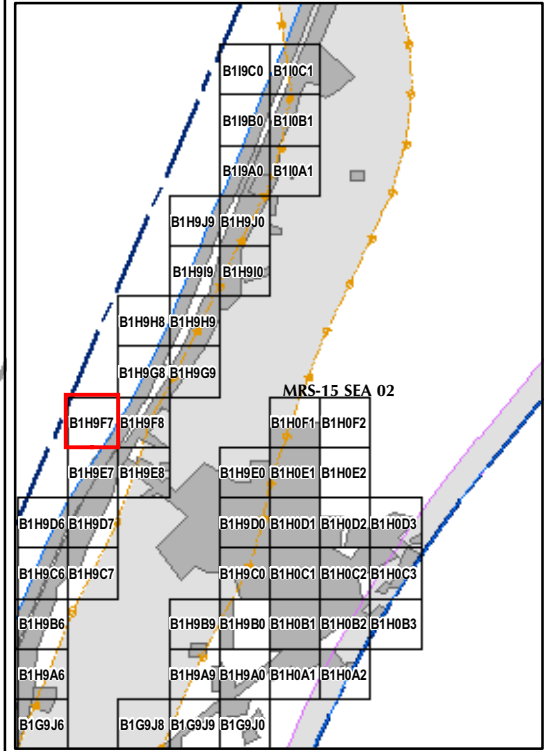 B1I9C0 B1I0C1
B1I9B0 B1I0B1
B1I9A0 B1I0A1
B1H9J9 B1H9J0
B1H9I9 B1H9I0
B1H9H8 B1H9H9
B1H9G8 B1H9G9
MRS-15 SEA 02
B1H9F7 B1H9F8 B1H0F1 B1H0F2
B1H9E7 B1H9E8 B1H9E0 B1H0E1 B1H0E2
B1H9D6 B1H9D7 B1H9D0 B1H0D1 B1H0D2 B1H0D3
B1H9C6 B1H9C7 B1H9C0 B1H0C1 B1H0C2 B1H0C3
B1H9B6 B1H9B9 B1H9B0 B1H0B1 B1H0B2 B1H0B3
B1H9A6 B1H9A9 B1H9A0 B1H0A1 B1H0A2
B1G9J6 B1G9J8 B1G9J9 B1G9J0